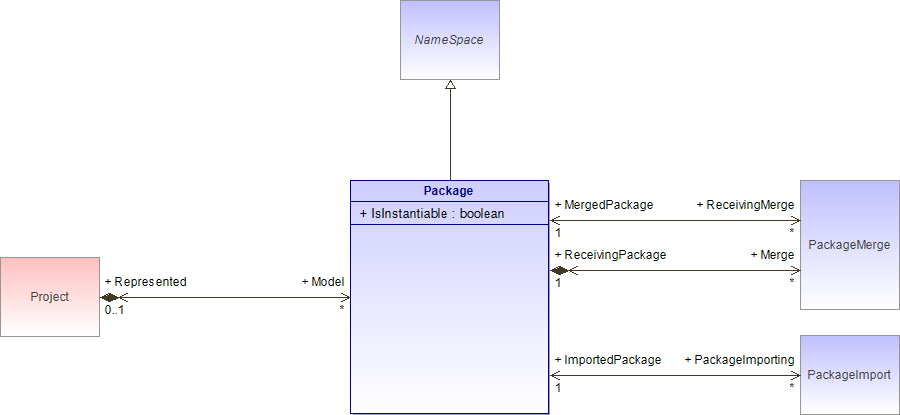 NameSpace
Package
+ IsInstantiable : boolean
+ MergedPackage
+ ReceivingMerge
1
*
PackageMerge
+ ReceivingPackage
+ Merge
1
*
Project
+ Represented
+ Model
0..1
*
+ ImportedPackage
+ PackageImporting
1
*
PackageImport